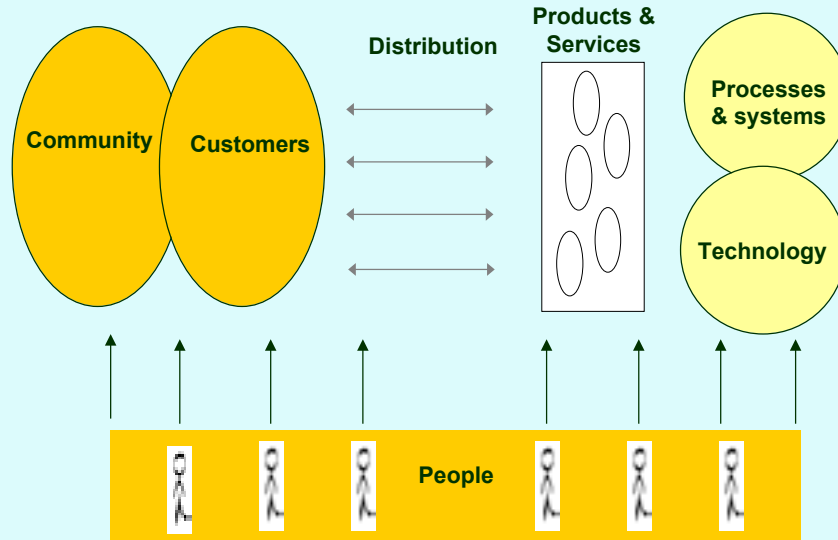 Products &
Services
Distribution
Processes
& systems
Community
Customers
Technology
People